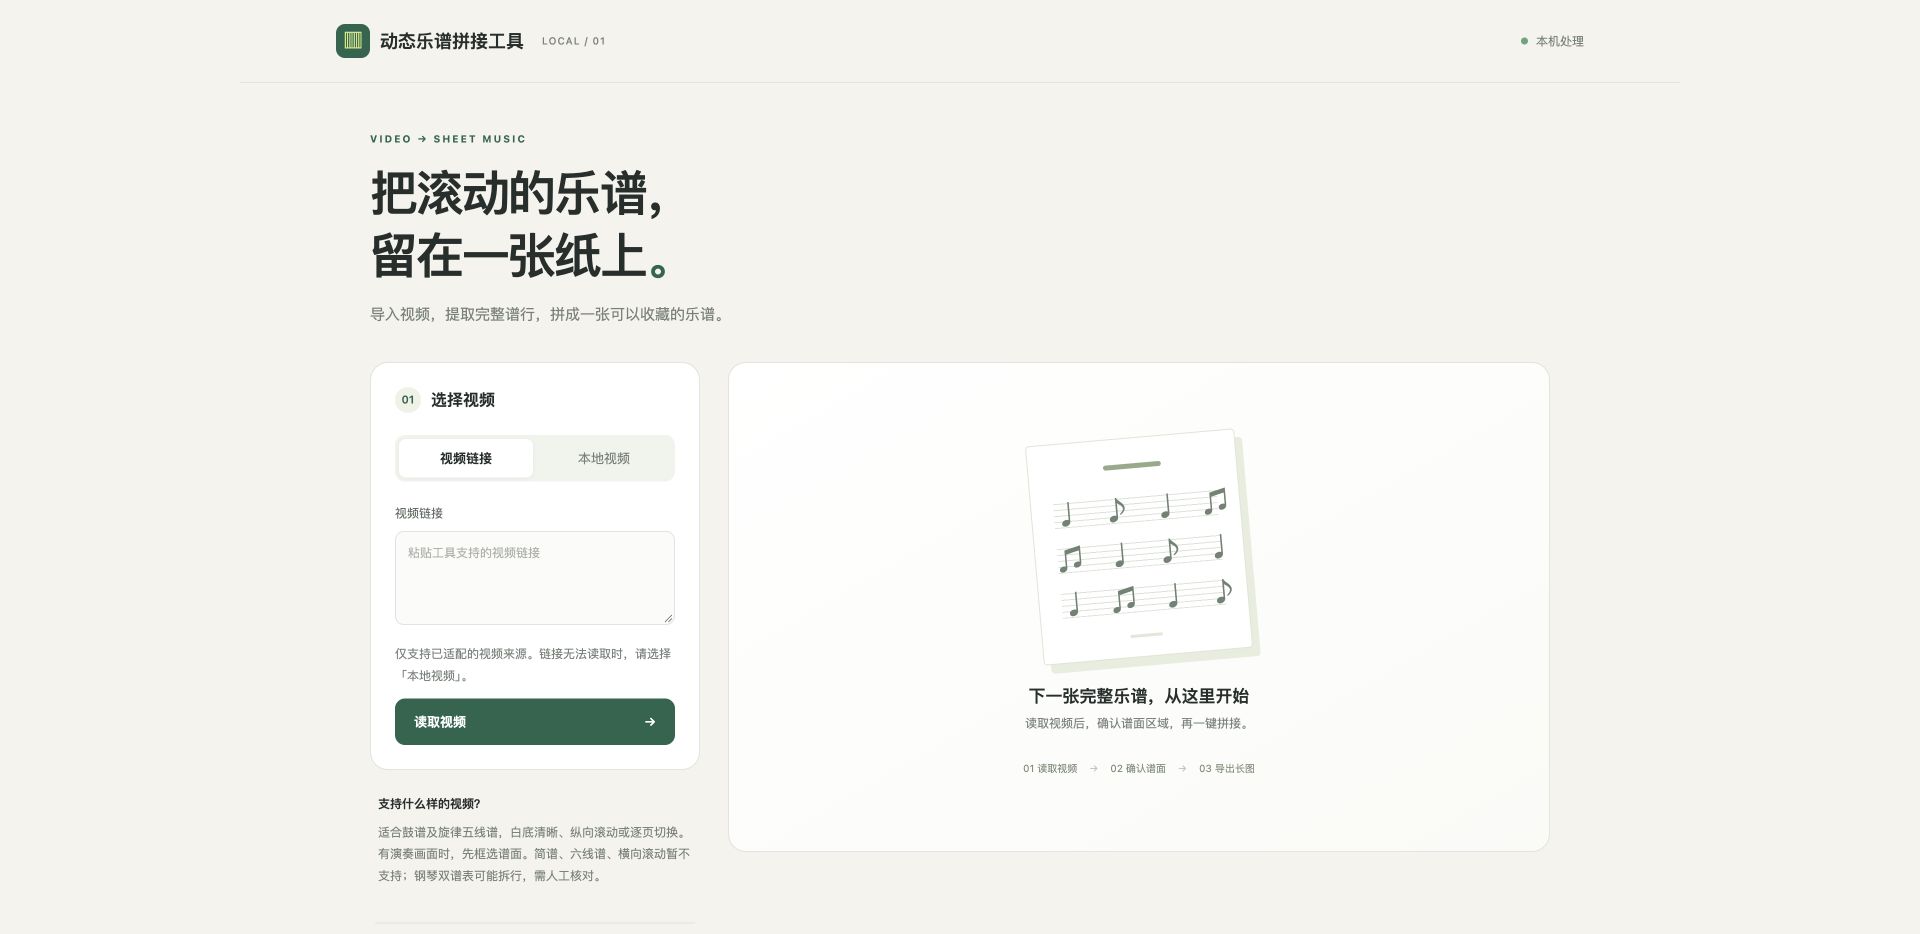 动态乐谱拼接工具 LOCAL / 01
本机处理
VIDEO → SHEET MUSIC
把滚动的乐谱，
留在一张纸上。
导入视频，提取完整谱行，拼成一张可以收藏的乐谱。
01 选择视频
视频链接 本地视频
视频链接
粘贴工具支持的视频链接
仅支持已适配的视频来源。链接无法读取时，请选择
「本地视频」。
读取视频 →
支持什么样的视频？
适合鼓谱及旋律五线谱，白底清晰、纵向滚动或逐页切换。
有演奏画面时，先框选谱面。简谱、六线谱、横向滚动暂不
支持；钢琴双谱表可能拆行，需人工核对。
下一张完整乐谱，从这里开始
读取视频后，确认谱面区域，再一键拼接。
01 读取视频 → 02 确认谱面 → 03 导出长图